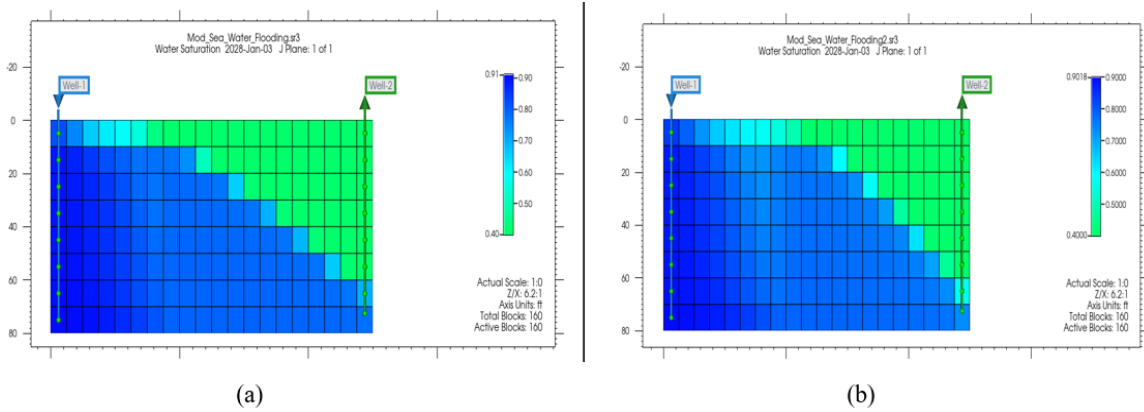 Mod_Sea_Water_Flooding.sr3
Water Saturation 2028-Jan-03 J Plane: 1 of 1
-20
0
20
40
60
80
Well-1
Well-2
0.91
0.90
0.80
0.70
0.60
0.50
0.40
Actual Scale: 1:0
Z/X: 6.2:1
Axis Units: ft
Total Blocks: 160
Active Blocks: 160
(a)
Mod_Sea_Water_Flooding2.sr3
Water Saturation 2028-Jan-03 J Plane: 1 of 1
-20
0
20
40
60
80
Well-1
Well-2
0.9018
0.9000
0.8000
0.7000
0.6000
0.5000
0.4000
Actual Scale: 1:0
Z/X: 6.2:1
Axis Units: ft
Total Blocks: 160
Active Blocks: 160
(b)